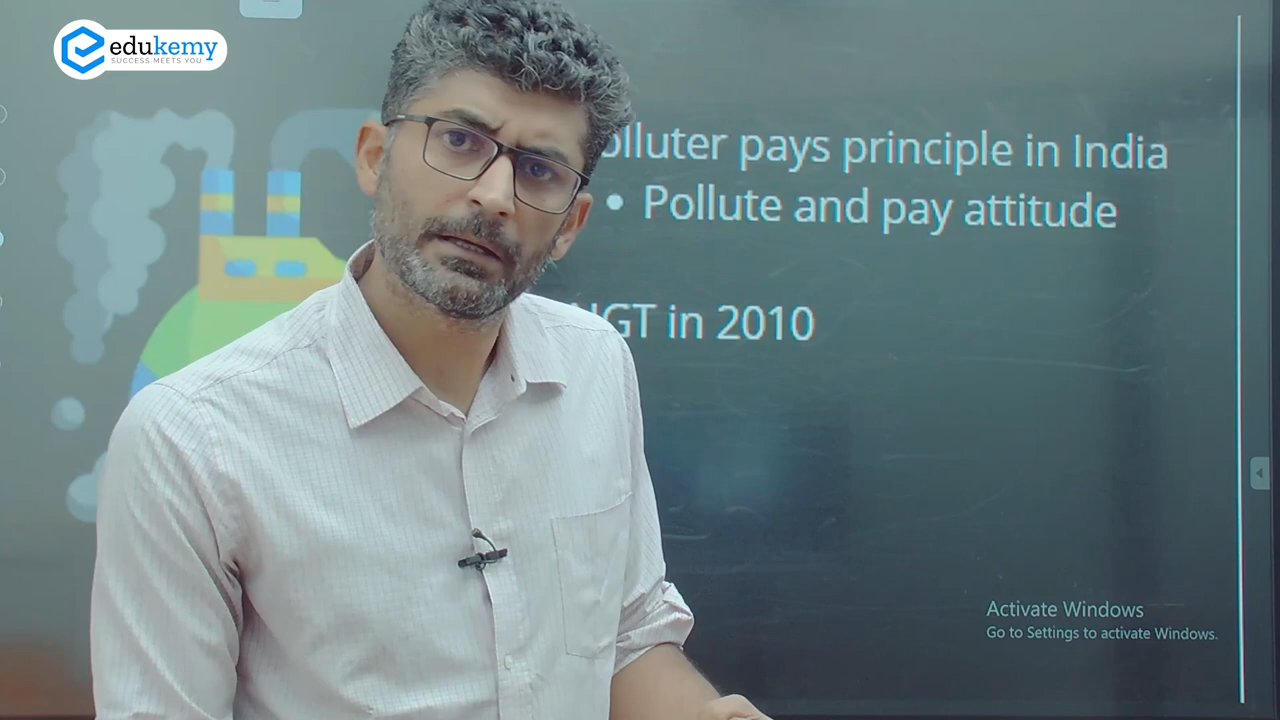 edukemy
SUCCESS MEETS YOU
olluter pays principle in India
• Pollute and pay attitude
GT in 2010
Activate Windows
Go to Settings to activate Windows.